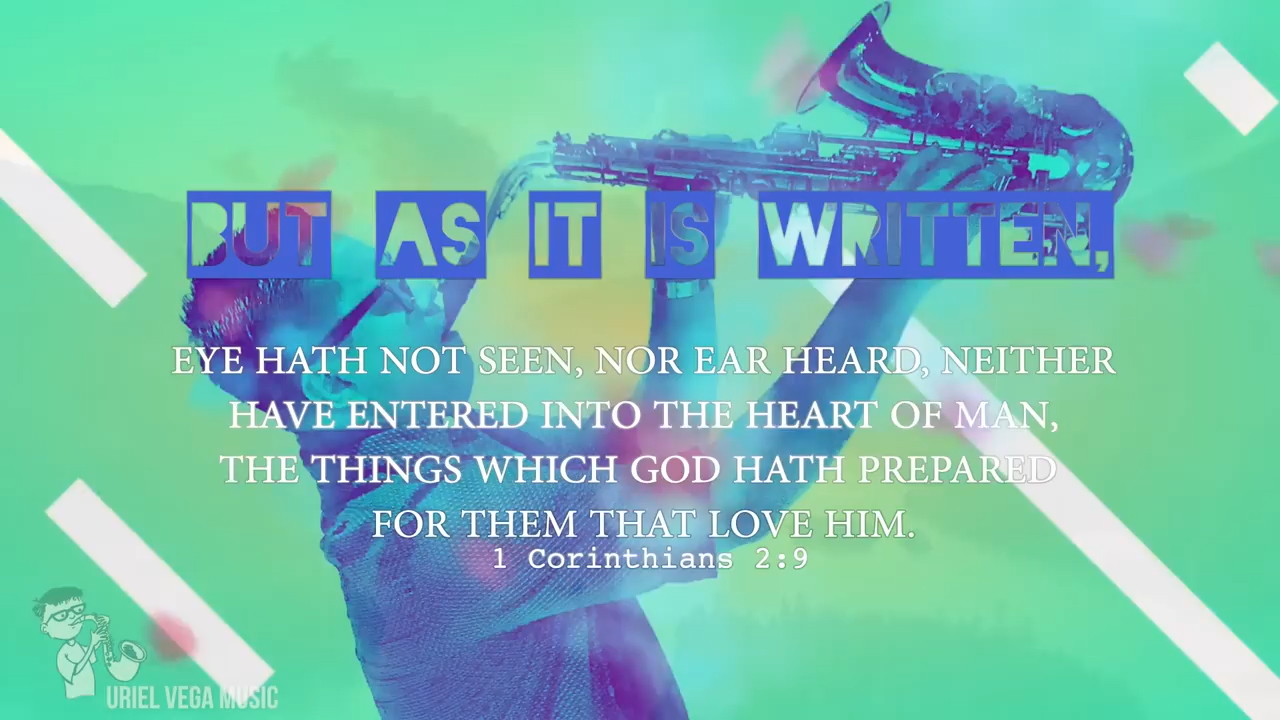 BUT AS IT IS WRITTEN,
EYE HATH NOT SEEN, NOR EAR HEARD, NEITHER
HAVE ENTERED INTO THE HEART OF MAN,
THE THINGS WHICH GOD HATH PREPARED
FOR THEM THAT LOVE HIM.
1 Corinthians 2:9
URIEL VEGA MUSIC